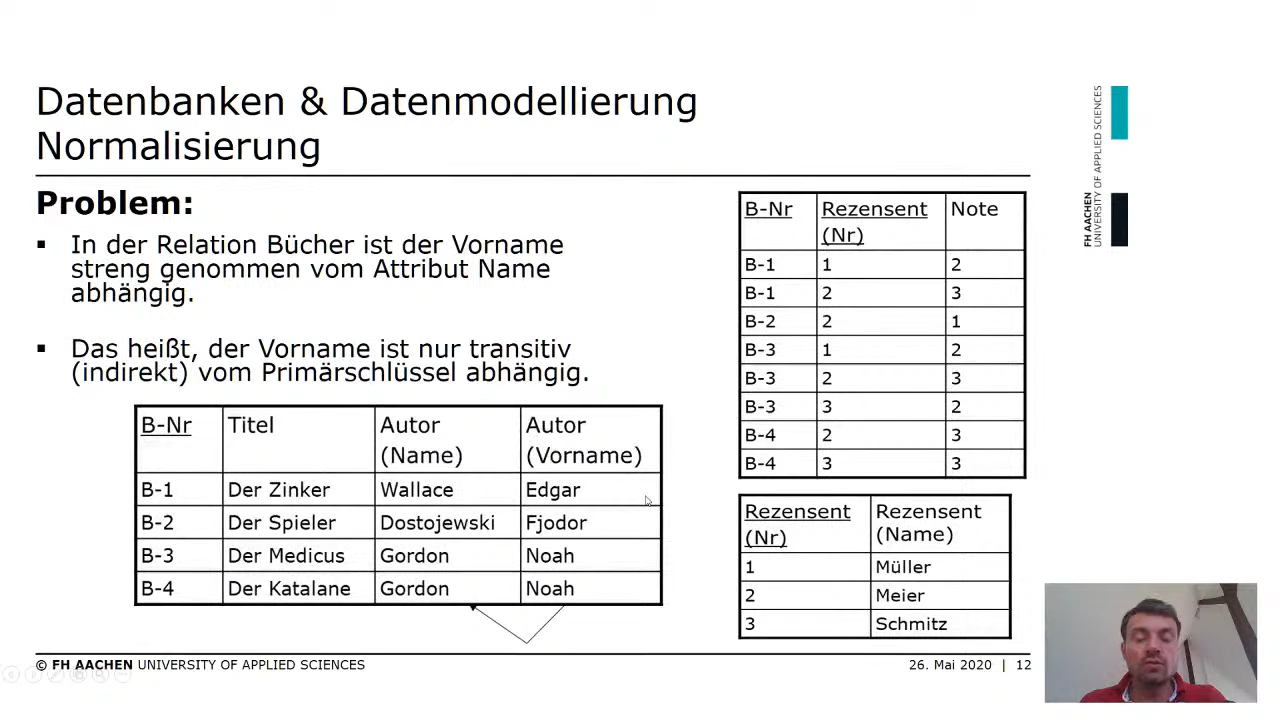 Datenbanken & Datenmodellierung
Normalisierung
Problem:
▪ In der Relation Bücher ist der Vorname
streng genommen vom Attribut Name
abhängig.
▪ Das heißt, der Vorname ist nur transitiv
(indirekt) vom Primärschlüssel abhängig.
B-Nr Titel Autor Autor
(Name) (Vorname)
B-1 Der Zinker Wallace Edgar
B-2 Der Spieler Dostojewski Fjodor
B-3 Der Medicus Gordon Noah
B-4 Der Katalane Gordon Noah
B-Nr Rezensent Note
(Nr)
B-1 1 2
B-1 2 3
B-2 2 1
B-3 1 2
B-3 2 3
B-3 3 2
B-4 2 3
B-4 3 3
Rezensent Rezensent
(Nr) (Name)
1 Müller
2 Meier
3 Schmitz
FH AACHEN
UNIVERSITY OF APPLIED SCIENCES
© FH AACHEN UNIVERSITY OF APPLIED SCIENCES
26. Mai 2020 | 12